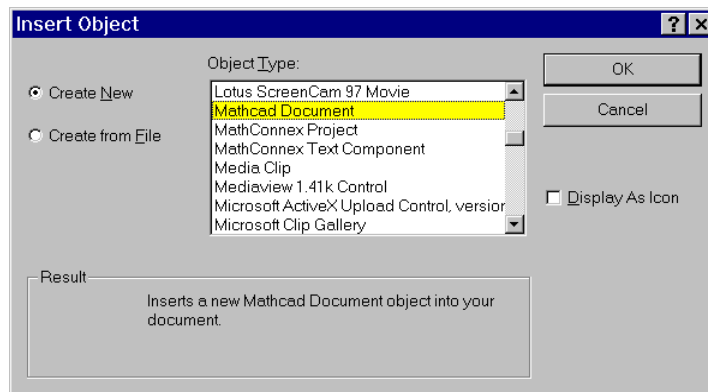 Insert Object
Object Type:
Create New
Create from File
Lotus ScreenCam 97 Movie
Mathcad Document
MathConnex Project
MathConnex Text Component
Media Clip
Mediaview 1.41k Control
Microsoft ActiveX Upload Control, version
Microsoft Clip Gallery
OK
Cancel
Display As Icon
Result
Inserts a new Mathcad Document object into your
document.